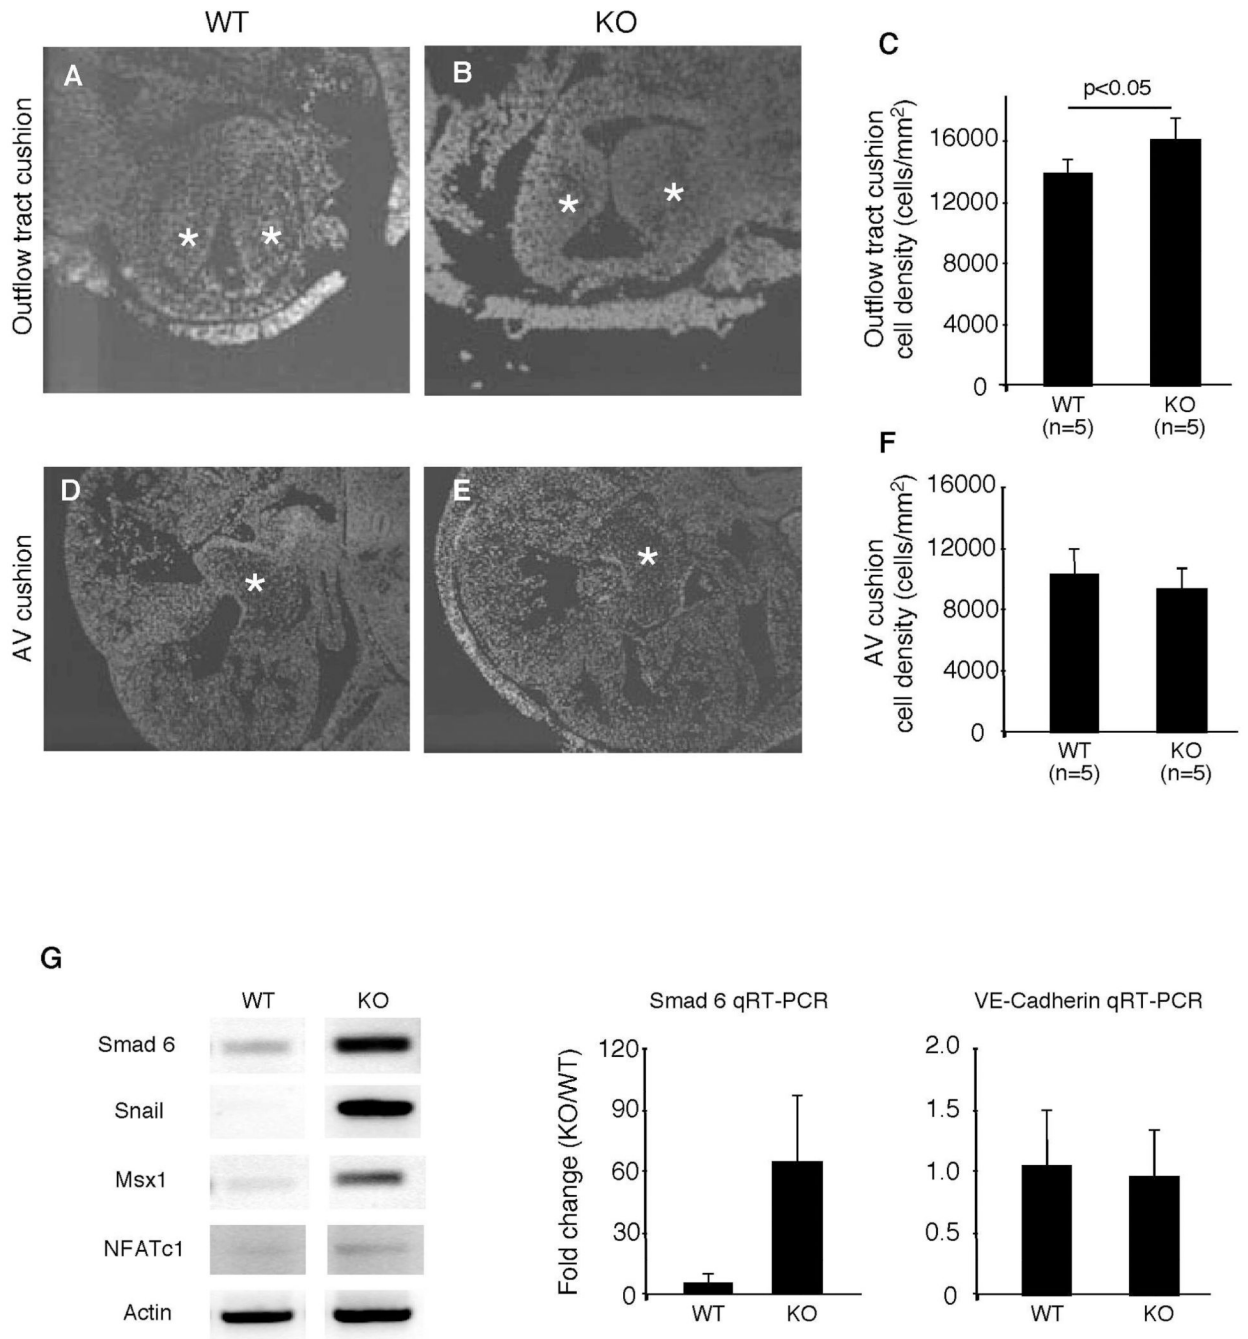 WT KO
Outflow tract cushion
A
B
*
*
*
*
C
Outflow tract cushion
cell density (cells/mm²)
p<0.05
16000
12000
8000
4000
0
WT KO
(n=5) (n=5)
AV cushion
D
E
*
*
F
AV cushion
cell density (cells/mm²)
16000
12000
8000
4000
0
WT KO
(n=5) (n=5)
G
WT KO
Smad 6
Snail
Msx1
NFATc1
Actin
Smad 6 qRT-PCR
Fold change (KO/WT)
120
90
60
30
0
WT KO
VE-Cadherin qRT-PCR
2.0
1.5
1.0
0.5
0
WT KO